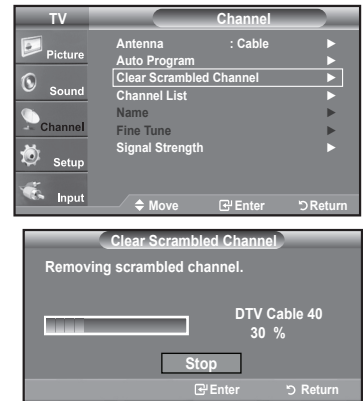 TV Channel
Picture
Sound
Channel
Setup
Input
Antenna : Cable ►
Auto Program ►
Clear Scrambled Channel ►
Channel List ►
Name ►
Fine Tune ►
Signal Strength ►
Move Enter Return
Clear Scrambled Channel
Removing scrambled channel.
DTV Cable 40
30 %
Stop
Enter Return